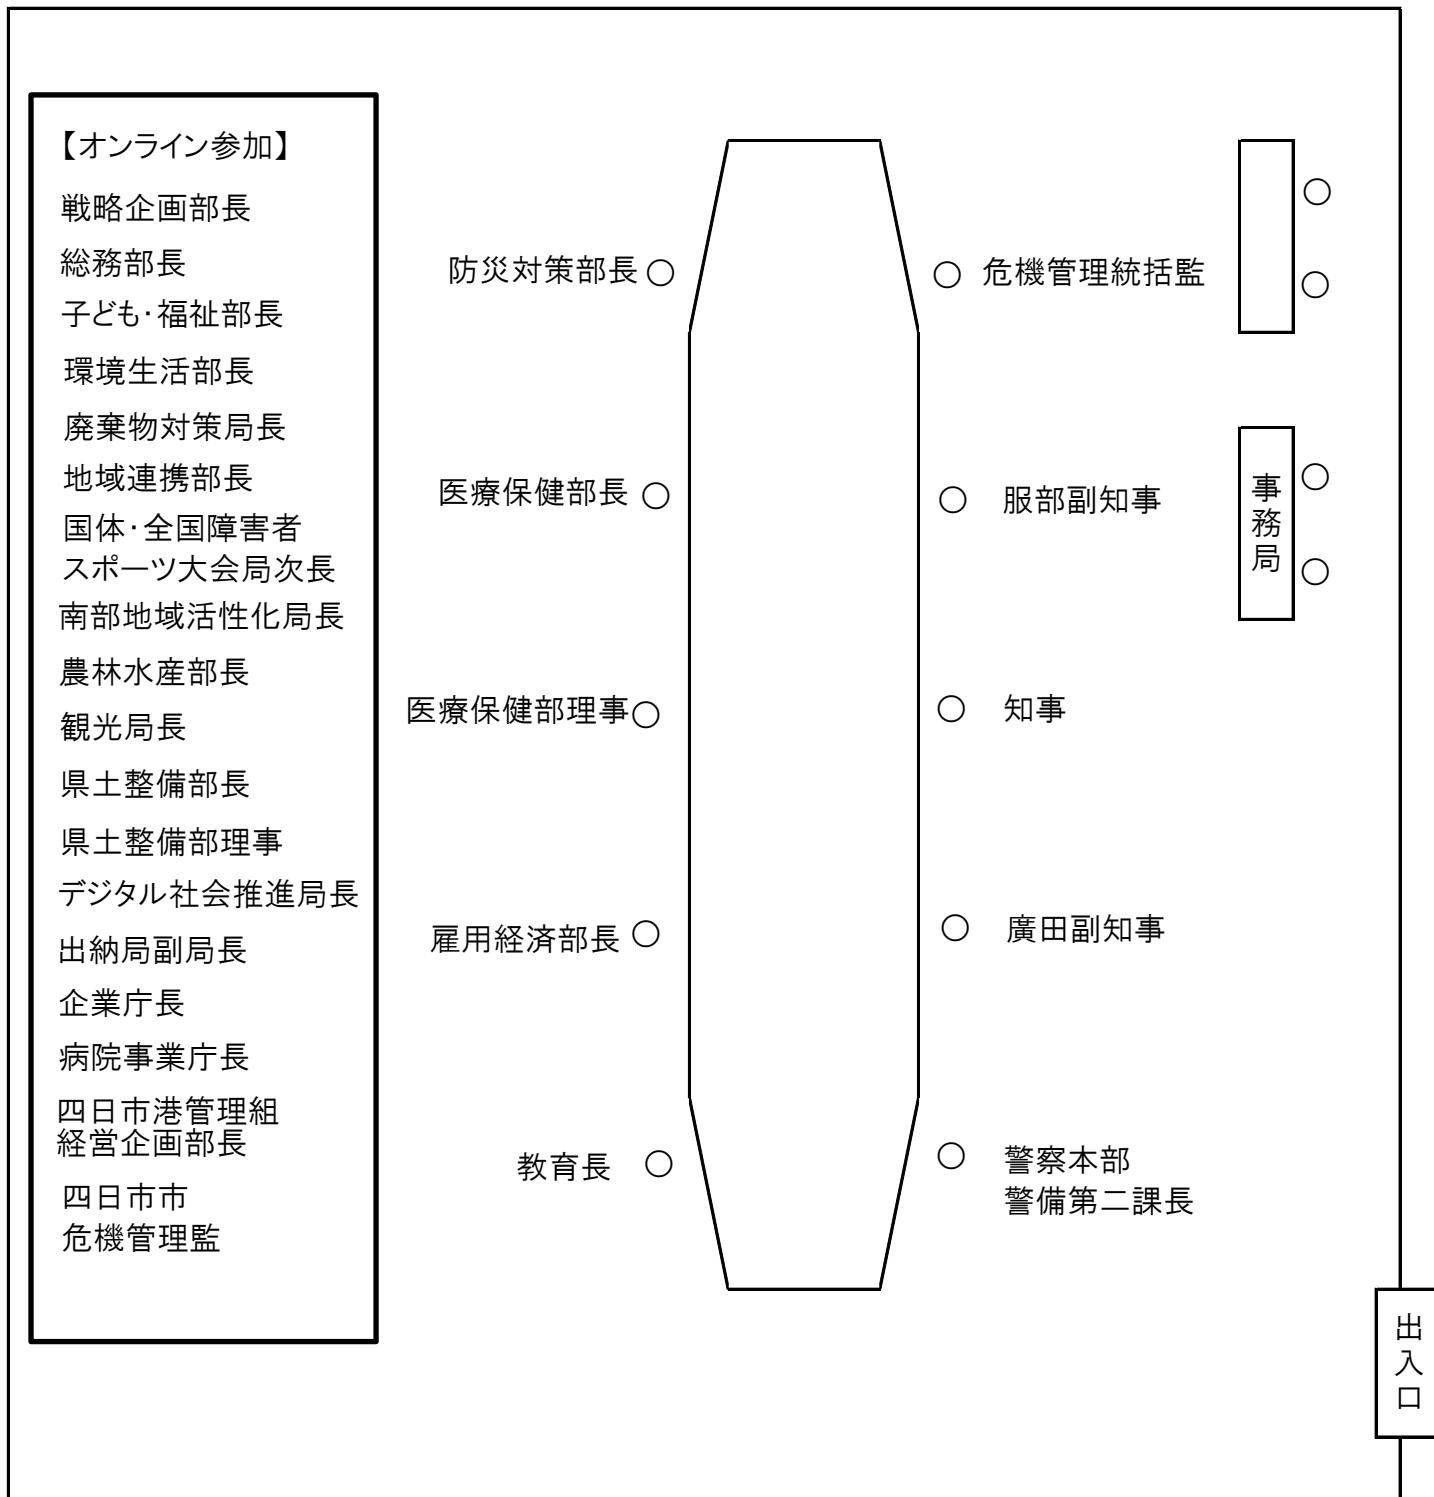 【オンライン参加】
戦略企画部長
総務部長
子ども・福祉部長
環境生活部長
廃棄物対策局長
地域連携部長
国体・全国障害者
スポーツ大会局次長
南部地域活性化局長
農林水産部長
観光局長
県土整備部長
県土整備部理事
デジタル社会推進局長
出納局副局長
企業庁長
病院事業庁長
四日市港管理組
経営企画部長
四日市市
危機管理監
防災対策部長
医療保健部長
医療保健部理事
雇用経済部長
教育長
危機管理統括監
服部副知事
知事
廣田副知事
警察本部
警備第二課長
事務局
出入口